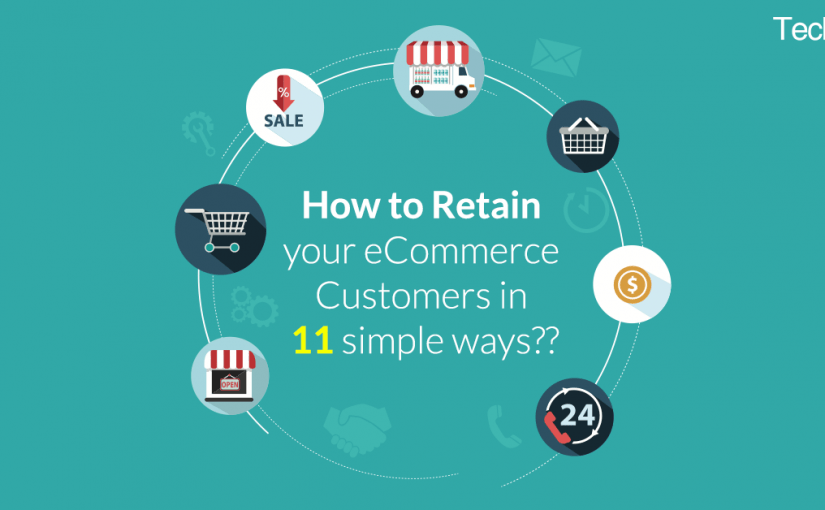 Tech
%
SALE
How to Retain
your eCommerce
Customers in
11 simple ways??
$
OPEN
24